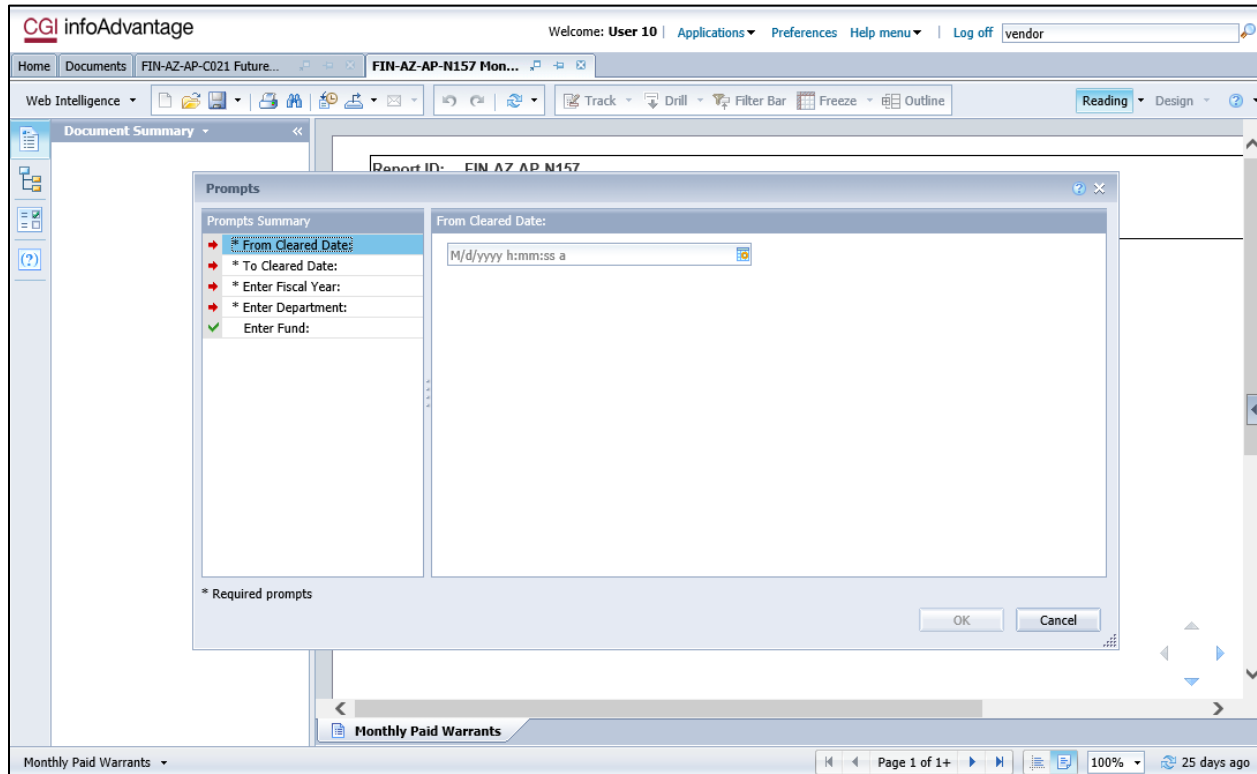 CGI infoAdvantage
Welcome: User 10 | Applications Preferences Help menu | Log off vendor
Home Documents FIN-AZ-AP-C021 Future... FIN-AZ-AP-N157 Mon...
Web Intelligence Track Drill Filter Bar Freeze Outline Reading Design
Document Summary
Report ID: FIN AZ AP N157
Prompts
Prompts Summary
From Cleared Date:
* From Cleared Date:
M/d/yyyy h:mm:ss a
* To Cleared Date:
* Enter Fiscal Year:
* Enter Department:
Enter Fund:
* Required prompts
OK Cancel
Monthly Paid Warrants
Monthly Paid Warrants Page 1 of 1+ 100% 25 days ago